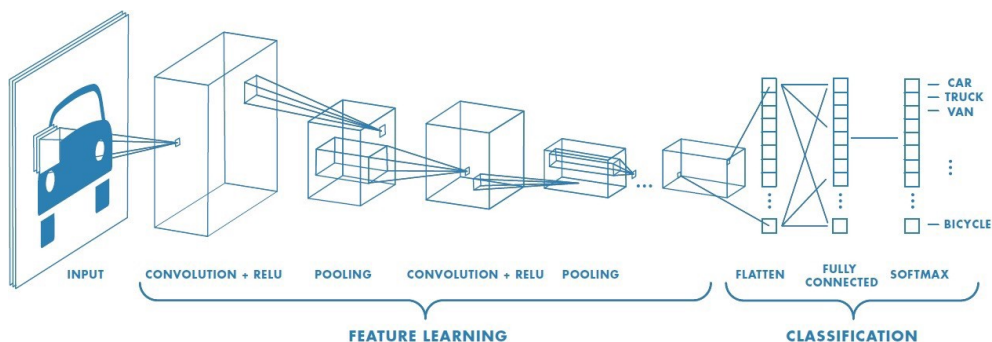 CAR
TRUCK
VAN
BICYCLE
INPUT
CONVOLUTION + RELU
POOLING
CONVOLUTION + RELU
POOLING
FLATTEN
FULLY
CONNECTED
SOFTMAX
FEATURE LEARNING
CLASSIFICATION